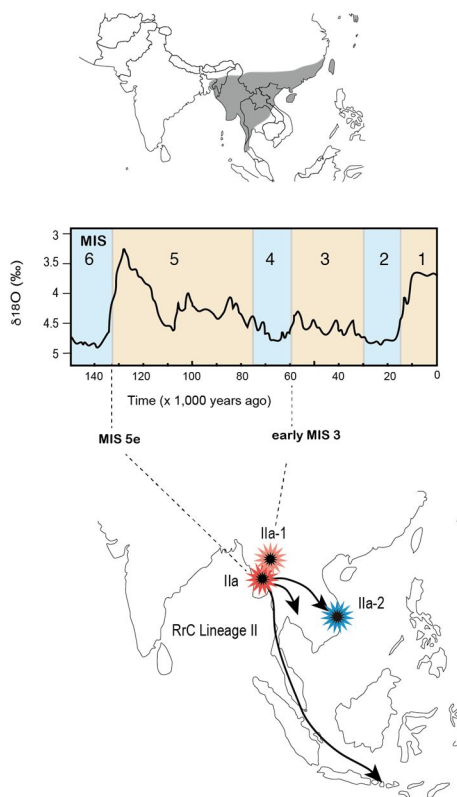 MIS
6 5 4 3 2 1
3
3.5
4
4.5
5
δ18O (‰)
140 120 100 80 60 40 20 0
Time (x 1,000 years ago)
MIS 5e early MIS 3
IIa-1
IIa
IIa-2
RrC Lineage II